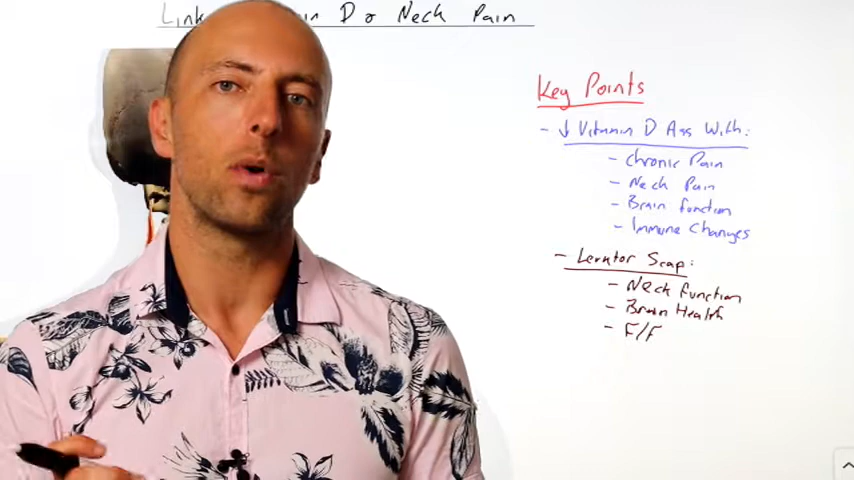 Link in D & Neck Pain
Key Points
- ↓ Vitamin D Ass With:
- Chronic Pain
- Neck Pain
- Brain function
- Immune Changes
- Levator Scap:
- Neck Function
- Brain Health
- F/F